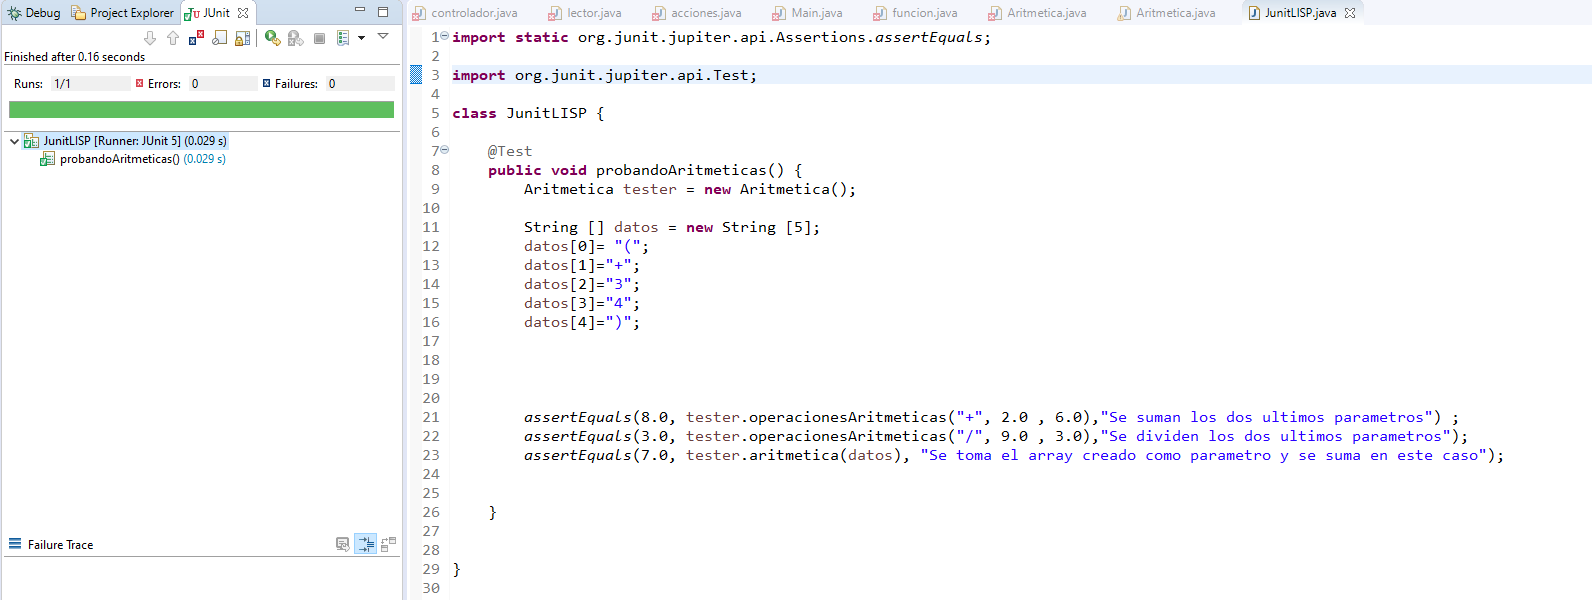 Debug Project Explorer JUnit
Finished after 0.16 seconds
Runs: 1/1 Errors: 0 Failures: 0
JunitLISP [Runner: JUnit 5] (0.029 s)
probandoAritmeticas() (0.029 s)
Failure Trace
controlador.java lector.java acciones.java Main.java funcion.java Aritmetica.java Aritmetica.java JunitLISP.java
1 import static org.junit.jupiter.api.Assertions.assertEquals;
2
3 import org.junit.jupiter.api.Test;
4
5 class JunitLISP {
6
7 @Test
8 public void probandoAritmeticas() {
9 Aritmetica tester = new Aritmetica();
10
11 String [] datos = new String [5];
12 datos[0]= "(";
13 datos[1]="+";
14 datos[2]="3";
15 datos[3]="4";
16 datos[4]=")";
17
18
19
20
21 assertEquals(8.0, tester.operacionesAritmeticas("+", 2.0 , 6.0),"Se suman los dos ultimos parametros") ;
22 assertEquals(3.0, tester.operacionesAritmeticas("/", 9.0 , 3.0),"Se dividen los dos ultimos parametros");
23 assertEquals(7.0, tester.aritmetica(datos), "Se toma el array creado como parametro y se suma en este caso");
24
25
26 }
27
28
29 }
30